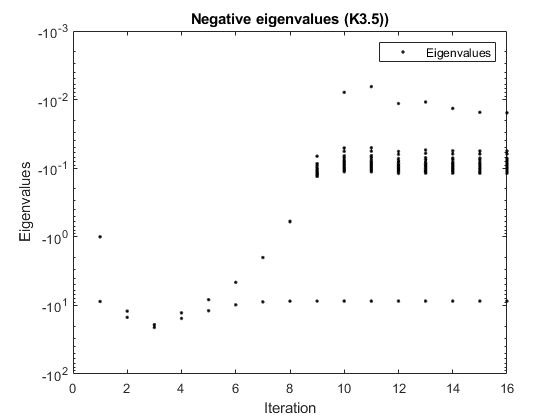 Negative eigenvalues (K3.5))
Eigenvalues
-10^-3
-10^-2
-10^-1
-10^0
-10^1
-10^2
Eigenvalues
0 2 4 6 8 10 12 14 16
Iteration